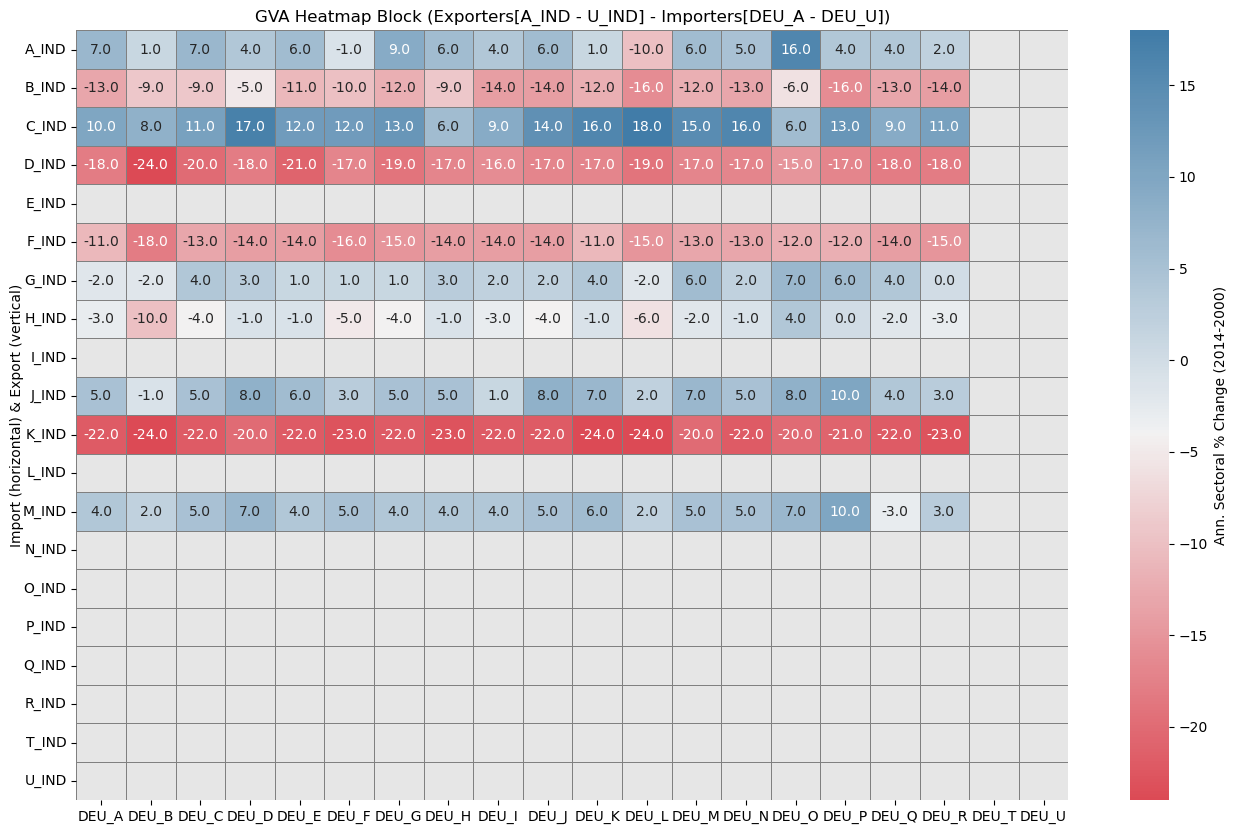 GVA Heatmap Block (Exporters[A_IND - U_IND] - Importers[DEU_A - DEU_U])
Import (horizontal) & Export (vertical)
A_IND 7.0 1.0 7.0 4.0 6.0 -1.0 9.0 6.0 4.0 6.0 1.0 -10.0 6.0 5.0 16.0 4.0 4.0 2.0
B_IND -13.0 -9.0 -9.0 -5.0 -11.0 -10.0 -12.0 -9.0 -14.0 -14.0 -12.0 -16.0 -12.0 -13.0 -6.0 -16.0 -13.0 -14.0
C_IND 10.0 8.0 11.0 17.0 12.0 12.0 13.0 6.0 9.0 14.0 16.0 18.0 15.0 16.0 6.0 13.0 9.0 11.0
D_IND -18.0 -24.0 -20.0 -18.0 -21.0 -17.0 -19.0 -17.0 -16.0 -17.0 -17.0 -19.0 -17.0 -17.0 -15.0 -17.0 -18.0 -18.0
E_IND
F_IND -11.0 -18.0 -13.0 -14.0 -14.0 -16.0 -15.0 -14.0 -14.0 -14.0 -11.0 -15.0 -13.0 -13.0 -12.0 -12.0 -14.0 -15.0
G_IND -2.0 -2.0 4.0 3.0 1.0 1.0 1.0 3.0 2.0 2.0 4.0 -2.0 6.0 2.0 7.0 6.0 4.0 0.0
H_IND -3.0 -10.0 -4.0 -1.0 -1.0 -5.0 -4.0 -1.0 -3.0 -4.0 -1.0 -6.0 -2.0 -1.0 4.0 0.0 -2.0 -3.0
I_IND
J_IND 5.0 -1.0 5.0 8.0 6.0 3.0 5.0 5.0 1.0 8.0 7.0 2.0 7.0 5.0 8.0 10.0 4.0 3.0
K_IND -22.0 -24.0 -22.0 -20.0 -22.0 -23.0 -22.0 -23.0 -22.0 -22.0 -24.0 -24.0 -20.0 -22.0 -20.0 -21.0 -22.0 -23.0
L_IND
M_IND 4.0 2.0 5.0 7.0 4.0 5.0 4.0 4.0 4.0 5.0 6.0 2.0 5.0 5.0 7.0 10.0 -3.0 3.0
N_IND
O_IND
P_IND
Q_IND
R_IND
T_IND
U_IND
DEU_A DEU_B DEU_C DEU_D DEU_E DEU_F DEU_G DEU_H DEU_I DEU_J DEU_K DEU_L DEU_M DEU_N DEU_O DEU_P DEU_Q DEU_R DEU_T DEU_U
15
10
5
0
−5
−10
−15
−20
Ann. Sectoral % Change (2014-2000)